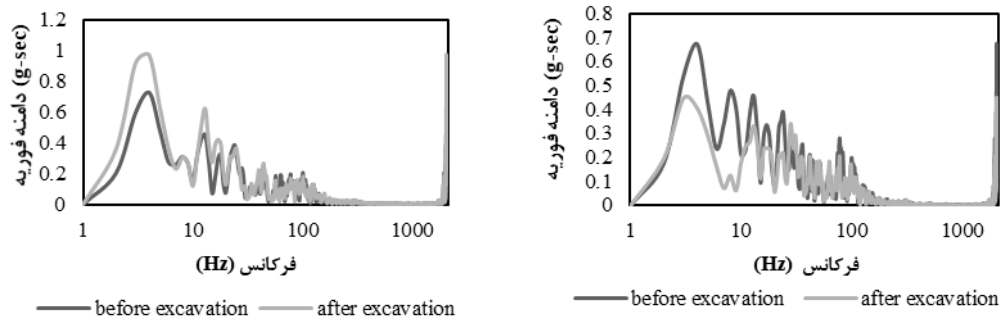 دامنه فوریه (g-sec)
1.2
1
0.8
0.6
0.4
0.2
0
1 10 100 1000
فرکانس (Hz)
before excavation after excavation
دامنه فوریه (g-sec)
0.8
0.7
0.6
0.5
0.4
0.3
0.2
0.1
0
1 10 100 1000
فرکانس (Hz)
before excavation after excavation